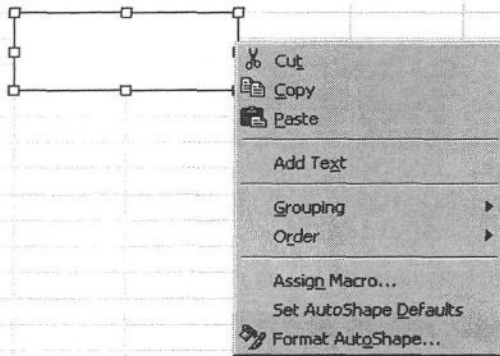 Cut
Copy
Paste
Add Text
Grouping
Order
Assign Macro...
Set AutoShape Defaults
Format AutoShape...